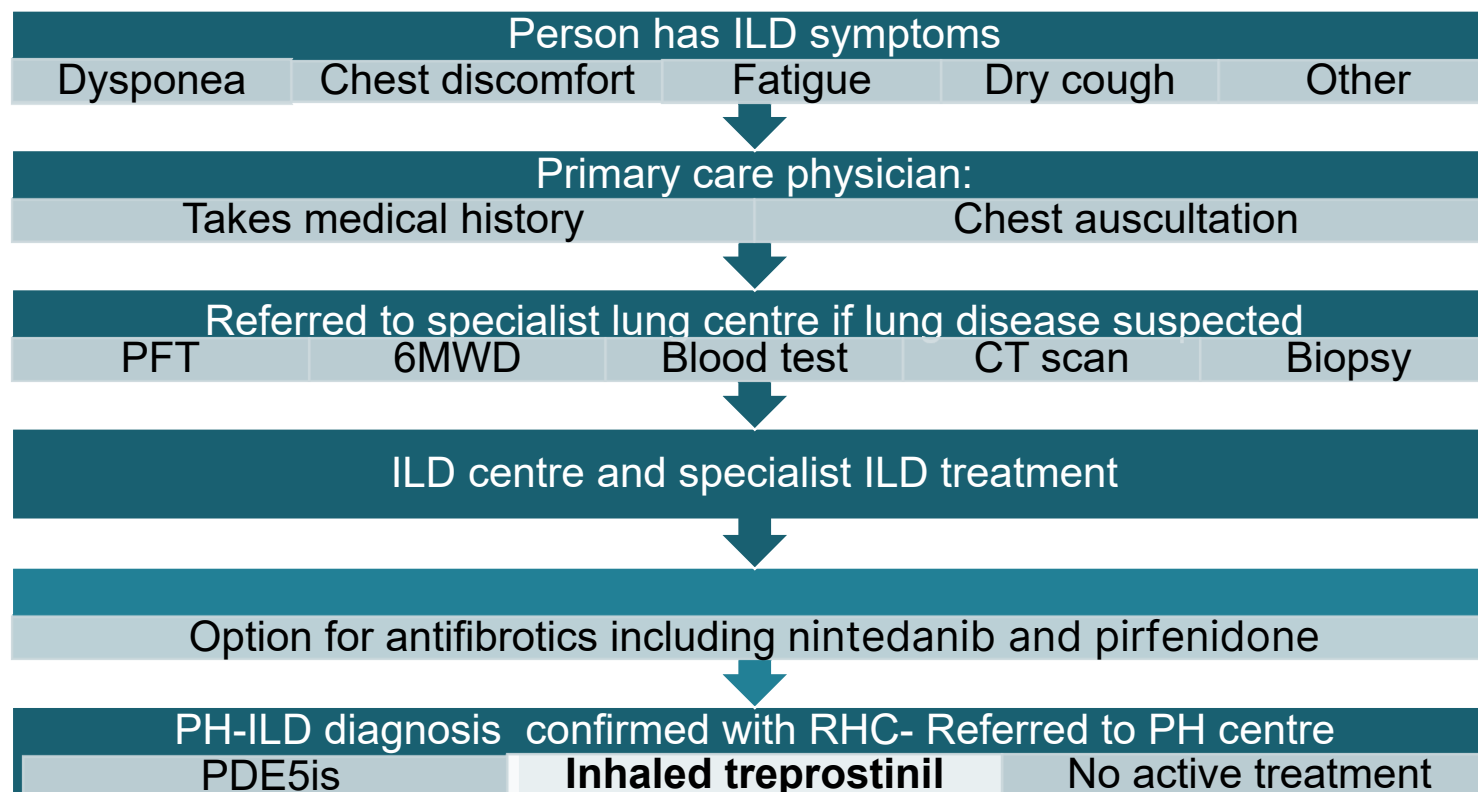 Person has ILD symptoms
Dysponea Chest discomfort Fatigue Dry cough Other
Primary care physician:
Takes medical history Chest auscultation
Referred to specialist lung centre if lung disease suspected
PFT 6MWD Blood test CT scan Biopsy
ILD centre and specialist ILD treatment
Option for antifibrotics including nintedanib and pirfenidone
PH-ILD diagnosis confirmed with RHC- Referred to PH centre
PDE5is Inhaled treprostinil No active treatment